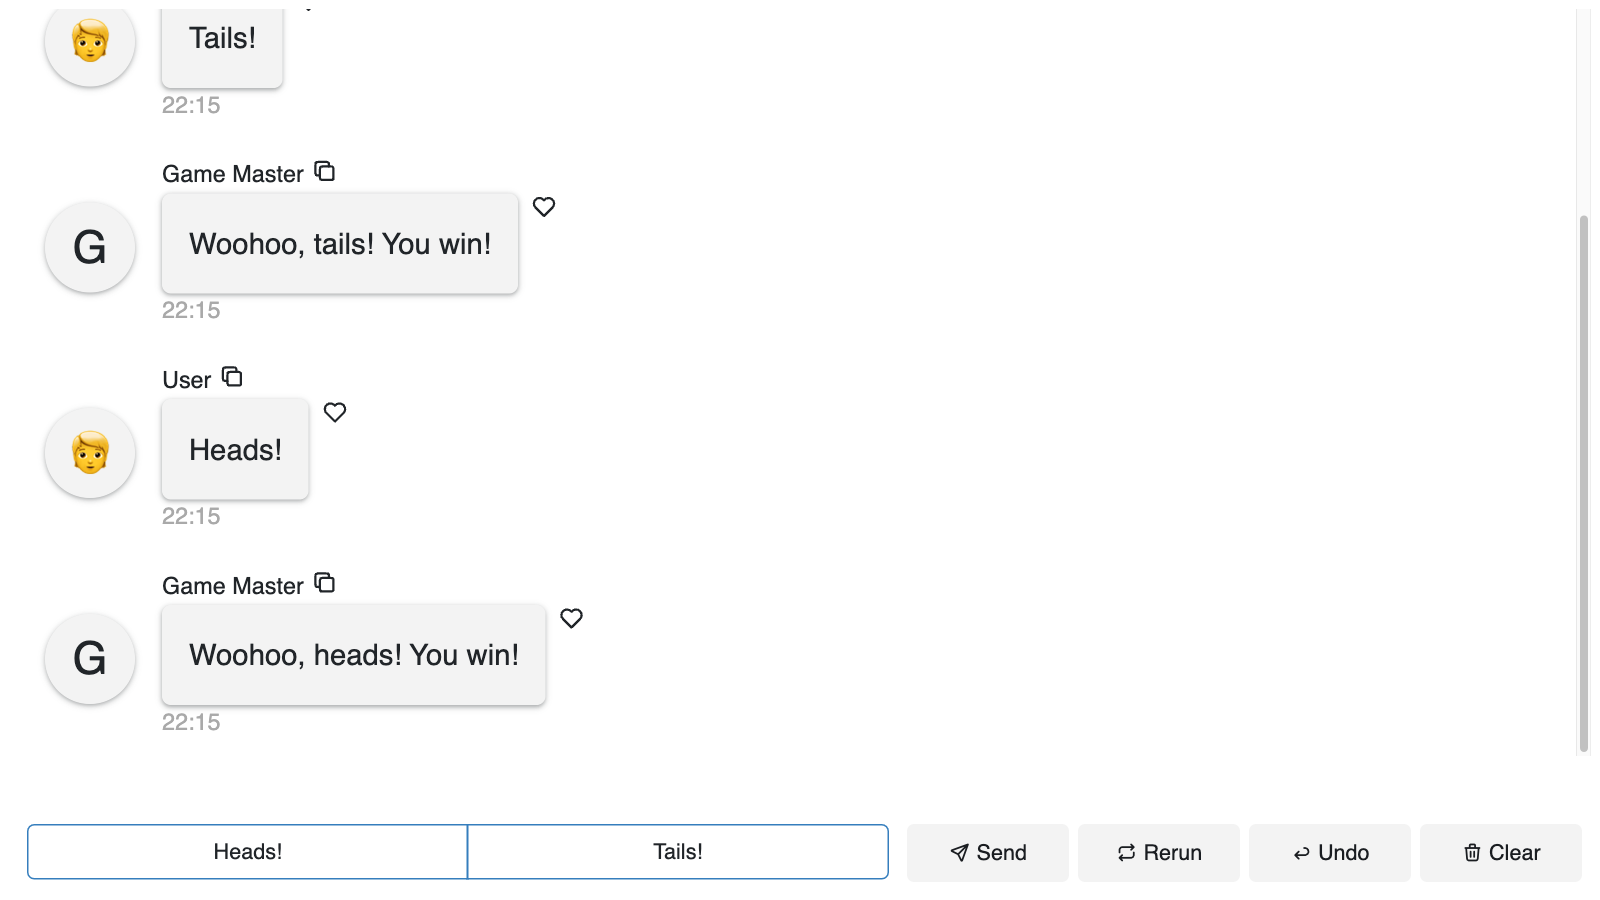 Tails!
22:15
Game Master
G
Woohoo, tails! You win!
22:15
User
Heads!
22:15
Game Master
G
Woohoo, heads! You win!
22:15
Heads! Tails! Send Rerun Undo Clear